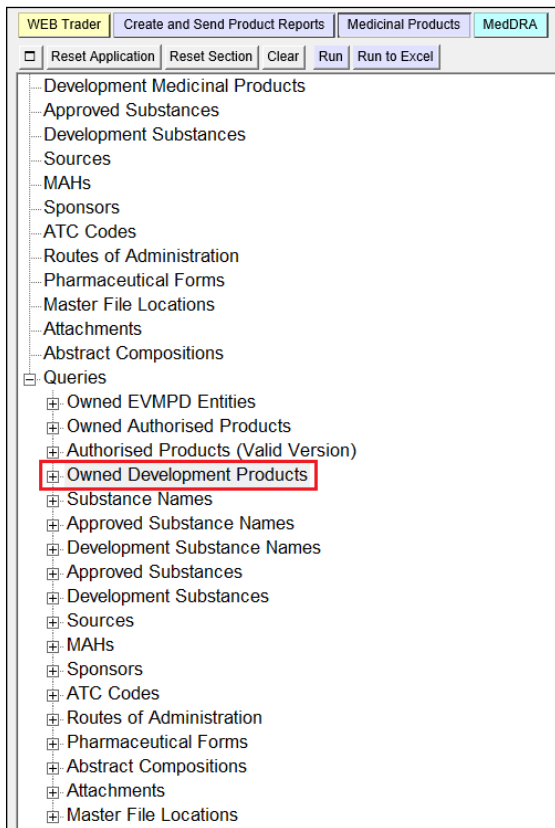 WEB Trader Create and Send Product Reports Medicinal Products MedDRA
Reset Application Reset Section Clear Run Run to Excel
Development Medicinal Products
Approved Substances
Development Substances
Sources
MAHs
Sponsors
ATC Codes
Routes of Administration
Pharmaceutical Forms
Master File Locations
Attachments
Abstract Compositions
Queries
Owned EVMPD Entities
Owned Authorised Products
Authorised Products (Valid Version)
Owned Development Products
Substance Names
Approved Substance Names
Development Substance Names
Approved Substances
Development Substances
Sources
MAHs
Sponsors
ATC Codes
Routes of Administration
Pharmaceutical Forms
Abstract Compositions
Attachments
Master File Locations